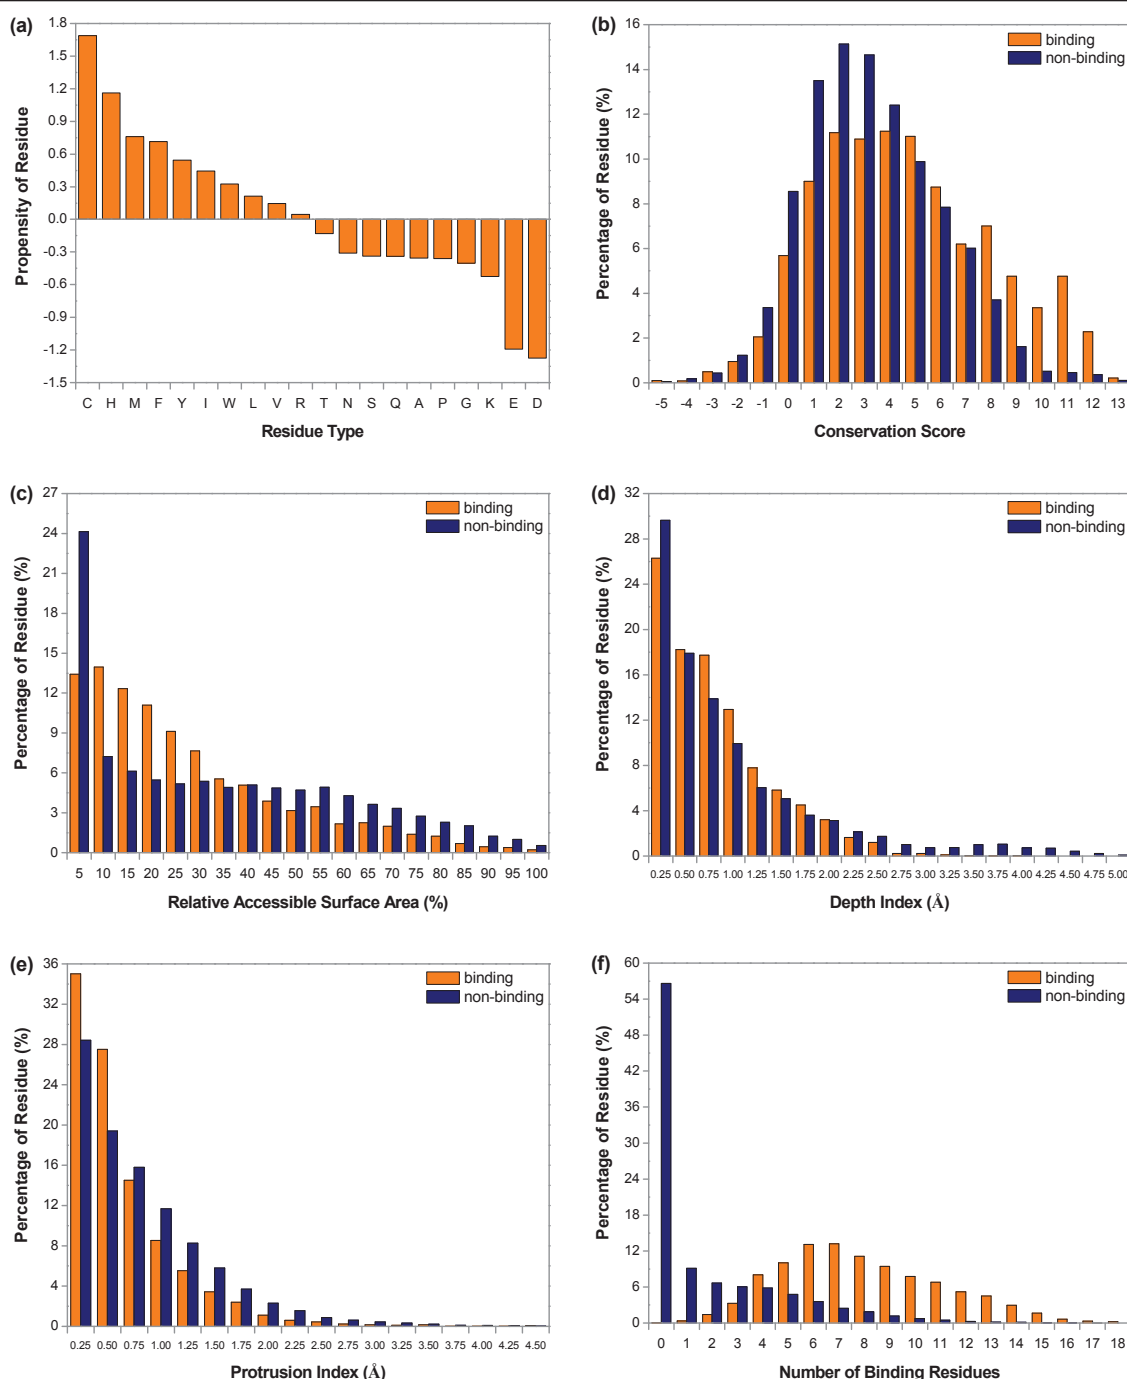 (a)
1.8
1.5
1.2
0.9
0.6
0.3
0.0
-0.3
-0.6
-0.9
-1.2
-1.5
Propensity of Residue
C H M F Y I W L V R T N S Q A P G K E D
Residue Type
(b)
16
14
12
10
8
6
4
2
0
Percentage of Residue (%)
binding
non-binding
-5 -4 -3 -2 -1 0 1 2 3 4 5 6 7 8 9 10 11 12 13
Conservation Score
(c)
27
24
21
18
15
12
9
6
3
0
Percentage of Residue (%)
binding
non-binding
5 10 15 20 25 30 35 40 45 50 55 60 65 70 75 80 85 90 95 100
Relative Accessible Surface Area (%)
(d)
32
28
24
20
16
12
8
4
0
Percentage of Residue (%)
binding
non-binding
0.25 0.50 0.75 1.00 1.25 1.50 1.75 2.00 2.25 2.50 2.75 3.00 3.25 3.50 3.75 4.00 4.25 4.50 4.75 5.00
Depth Index (Å)
(e)
36
32
28
24
20
16
12
8
4
0
Percentage of Residue (%)
binding
non-binding
0.25 0.50 0.75 1.00 1.25 1.50 1.75 2.00 2.25 2.50 2.75 3.00 3.25 3.50 3.75 4.00 4.25 4.50
Protrusion Index (Å)
(f)
60
54
48
42
36
30
24
18
12
6
0
Percentage of Residue (%)
binding
non-binding
0 1 2 3 4 5 6 7 8 9 10 11 12 13 14 15 16 17 18
Number of Binding Residues